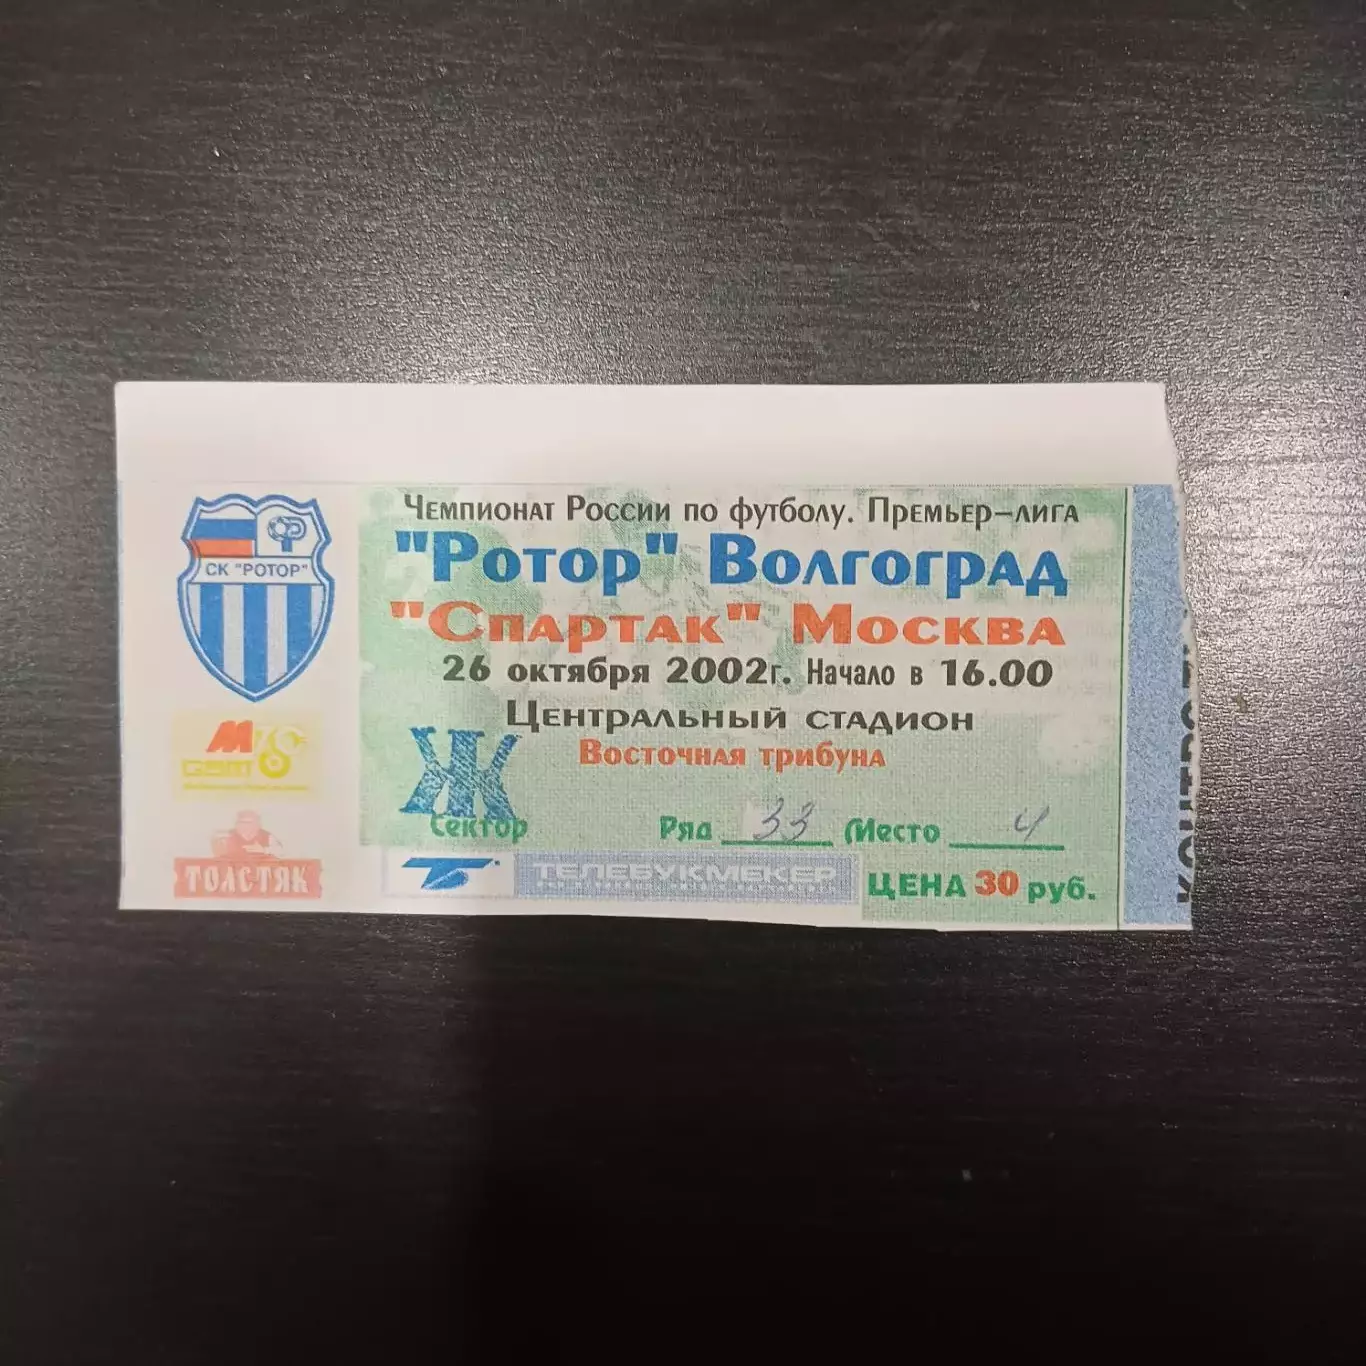 Чемпионат России по футболу. Премьер-лига
"Ротор" Волгоград
"Спартак" Москва
26 октября 2002г. Начало в 16.00
Центральный стадион
Восточная трибуна
Ж
Сектор Ряд 33 Место 4
ЦЕНА 30 руб.
СК "РОТОР"
ТОЛСТЯК
ТЕЛЕБУКМЕКЕР